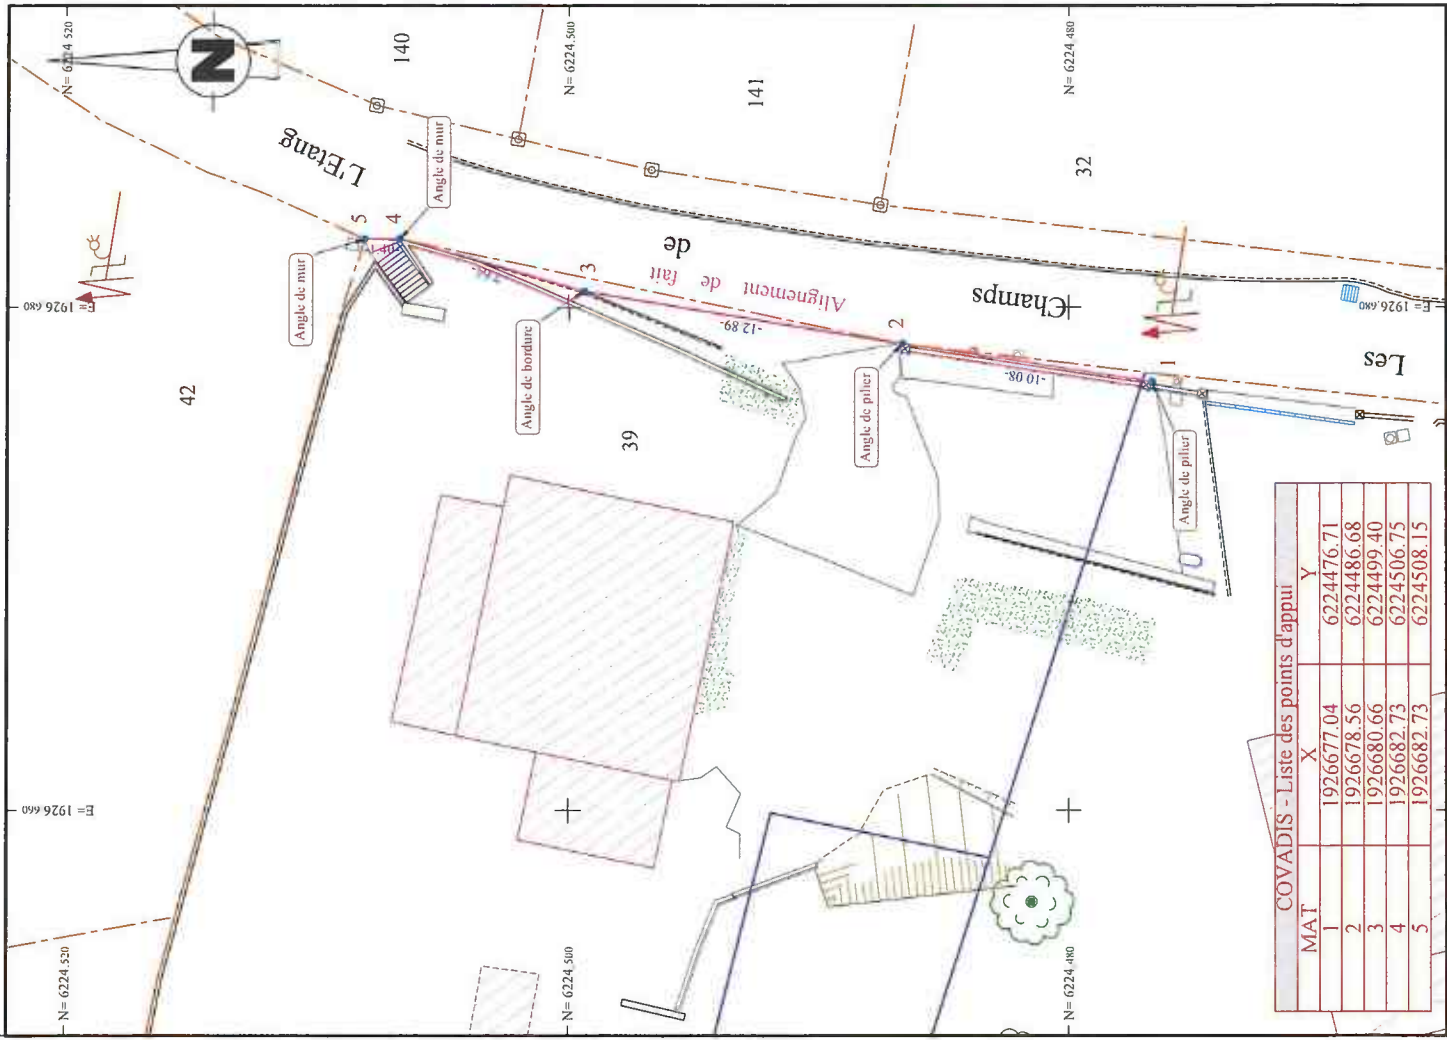 N= 6224.520
N= 6224.500
N= 6224.480
N
140
141
32
L'Etang
de
Champs
Les
Angle de mur
5
4
Angle de mur
E= 1926.680
E= 1926.680
3
Alignement de fait
-12.89-
2
-10.08-
1
Angle de bordure
Angle de pilier
Angle de pilier
42
39
E= 1926.660
N= 6224.520
N= 6224.500
N= 6224.480
COVADIS - Liste des points d'appui
MAT X Y
1 1926677.04 6224476.71
2 1926678.56 6224486.68
3 1926680.66 6224499.40
4 1926682.73 6224506.75
5 1926682.73 6224508.15